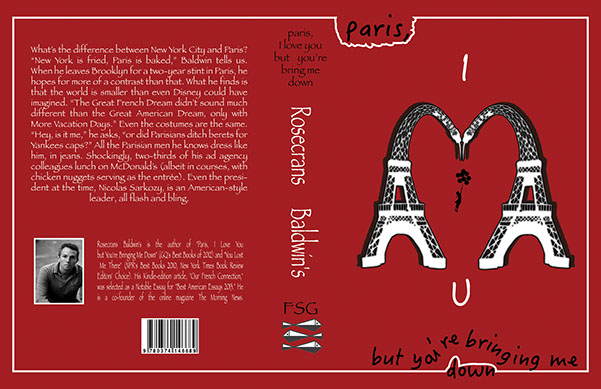 What's the difference between New York City and Paris?
"New York is fried, Paris is baked," Baldwin tells us.
When he leaves Brooklyn for a two-year stint in Paris, he
hopes for more of a contrast than that. What he finds is
that the world is smaller than even Disney could have
imagined. "The Great French Dream didn't sound much
different than the Great American Dream, only with
More Vacation Days." Even the costumes are the same.
"Hey, is it me," he asks, "or did Parisians ditch berets for
Yankees caps?" All the Parisian men he knows dress like
him, in jeans. Shockingly, two-thirds of his ad agency
colleagues lunch on McDonald's (albeit in courses, with
chicken nuggets serving as the entrée). Even the presi-
dent at the time, Nicolas Sarkozy, is an American-style
leader, all flash and bling.
Rosecrans Baldwin is the author of "Paris, I Love You
but You're Bringing Me Down" (GQ's Best Books of 2012) and "You Lost
Me There" (NPR's Best Books 2010, New York Times Book Review
Editors' Choice). His Kindle-edition article, "Our French Connection,"
was selected as a Notable Essay for "Best American Essays 2013." He
is a co-founder of the online magazine The Morning News.
9780374146689
paris,
I love you
but you're
bring me
down
Rosecrans Baldwin's
FSG
paris,
I
U
but you're bringing me
down